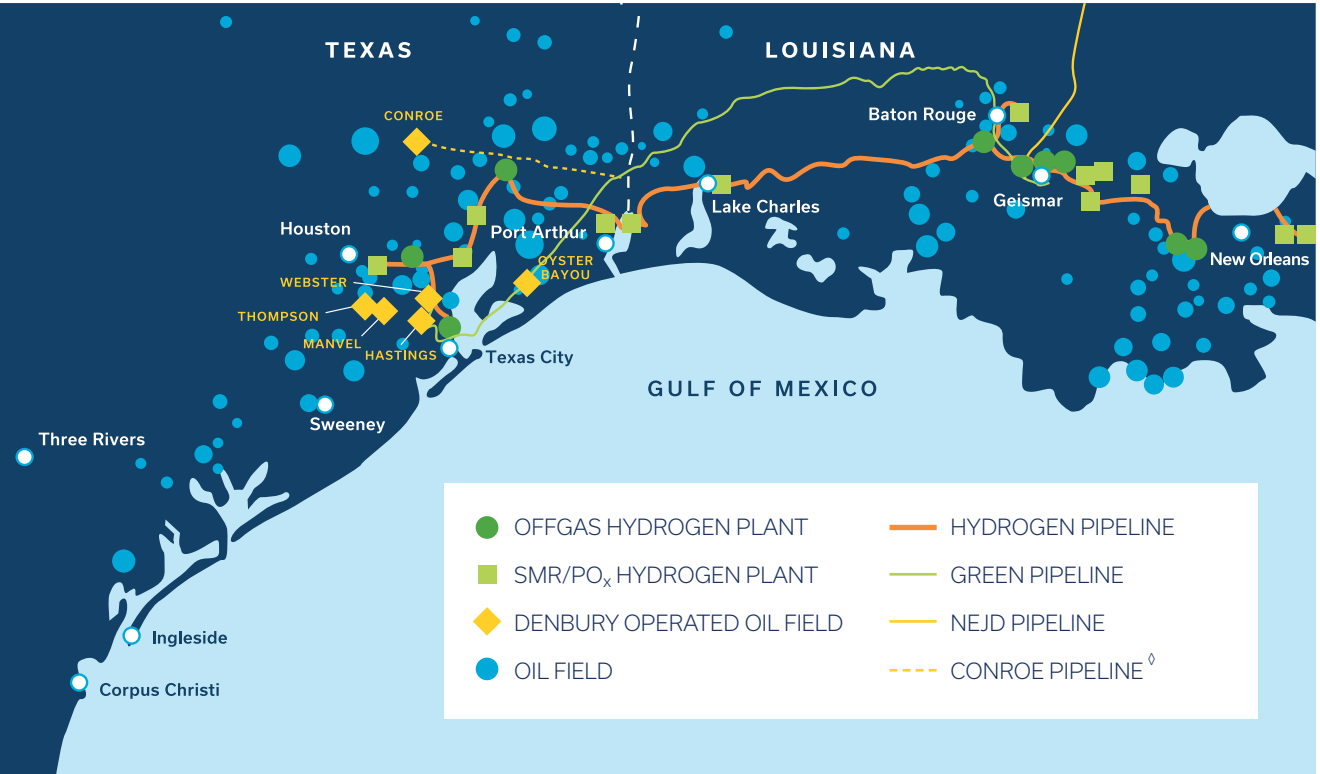 TEXAS
LOUISIANA
CONROE
Baton Rouge
Lake Charles
Geismar
Houston
Port Arthur
OYSTER
BAYOU
New Orleans
WEBSTER
THOMPSON
MANVEL
HASTINGS
Texas City
GULF OF MEXICO
Sweeney
Three Rivers
Ingleside
Corpus Christi
OFFGAS HYDROGEN PLANT
SMR/POx HYDROGEN PLANT
DENBURY OPERATED OIL FIELD
OIL FIELD
HYDROGEN PIPELINE
GREEN PIPELINE
NEJD PIPELINE
CONROE PIPELINE ◊